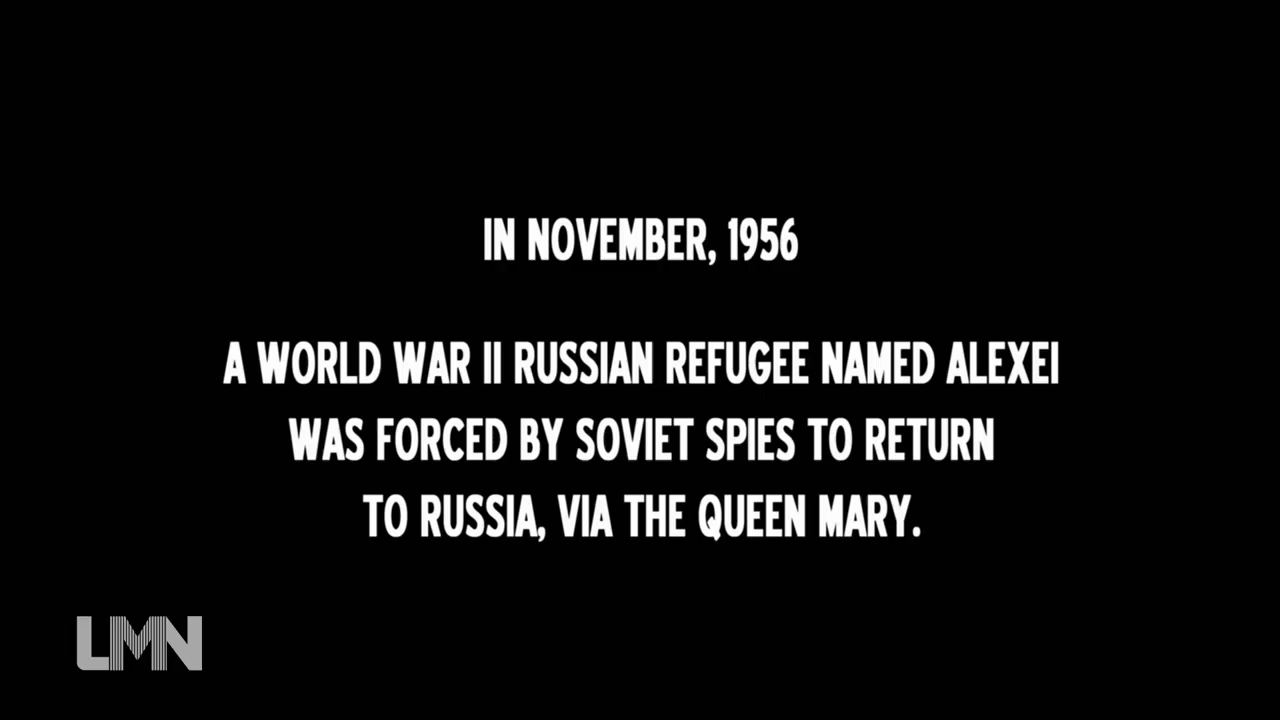 IN NOVEMBER, 1956
A WORLD WAR II RUSSIAN REFUGEE NAMED ALEXEI
WAS FORCED BY SOVIET SPIES TO RETURN
TO RUSSIA, VIA THE QUEEN MARY.
LMN